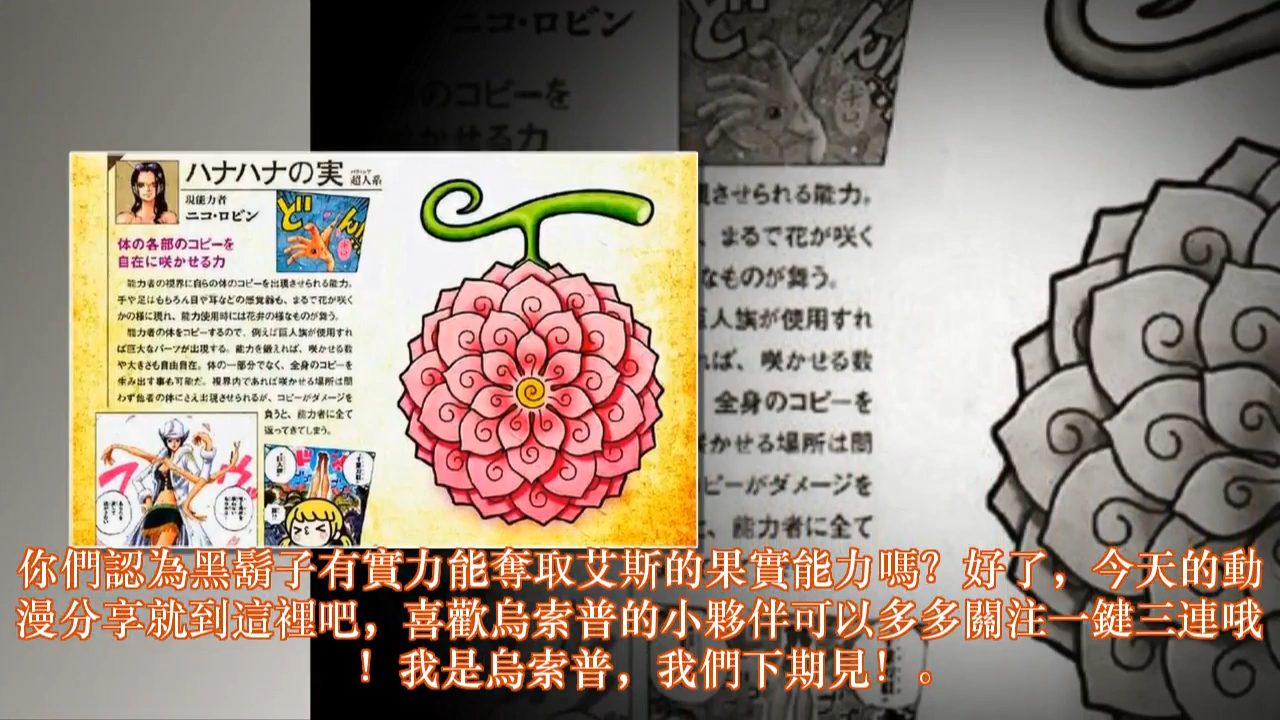 ニコ・ロビン
のコピーを
かせる力
させられる能力。
、まるで花が咲く
なものが舞う。
巨人族が使用すれ
れば、咲かせる数
全身のコピーを
咲かせる場所は問
ピーがダメージを
と、能力者に全て
ハナハナの実 超人系
現能力者
ニコ・ロビン
体の各部のコピーを
自在に咲かせる力
能力者の視界に自らの体のコピーを出現させられる能力。
手や足はもちろん目や耳などの感覚器も、まるで花が咲く
かの様に現れ、能力使用時には花弁の様なものが舞う。
能力者の体をコピーするので、例えば巨人族が使用すれ
ば巨大なパーツが出現する。能力を鍛えれば、咲かせる数
や大きさも自由自在。体の一部分でなく、全身のコピーを
生み出す事も可能だ。視界内であれば咲かせる場所は問
わず他者の体にさえ出現させられるが、コピーがダメージを
負うと、能力者に全て
返ってきてしまう。
你們認為黑鬍子有實力能奪取艾斯的果實能力嗎？好了，今天的動
漫分享就到這裡吧，喜歡烏索普的小夥伴可以多多關注一鍵三連哦
！我是烏索普，我們下期見！。